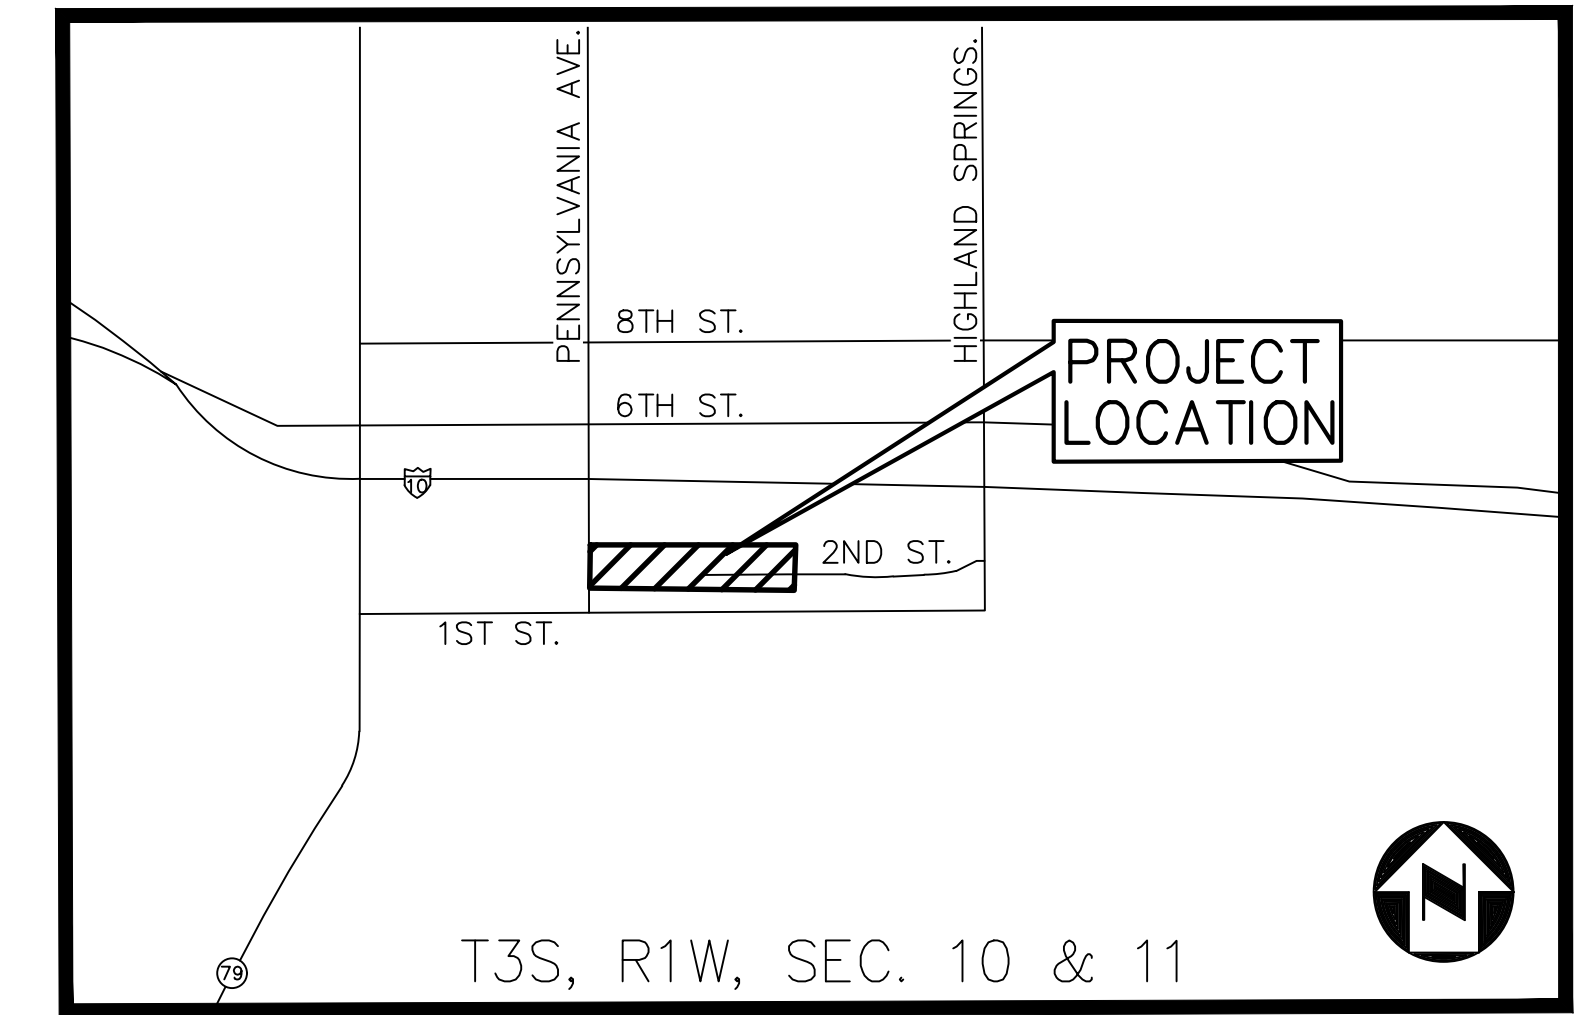 PENNSYLVANIA AVE.
HIGHLAND SPRINGS.
8TH ST.
PROJECT
LOCATION
6TH ST.
10
2ND ST.
1ST ST.
N
79
T3S, R1W, SEC. 10 & 11